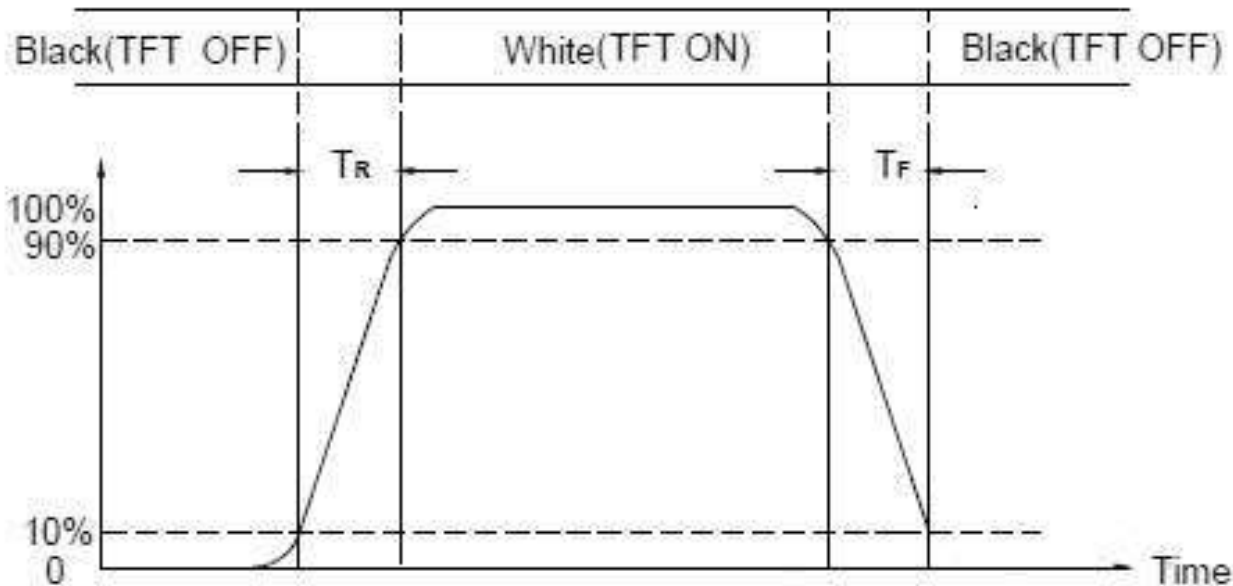 Black(TFT OFF) White(TFT ON) Black(TFT OFF)
TR TF
100%
90%
10%
0
Time